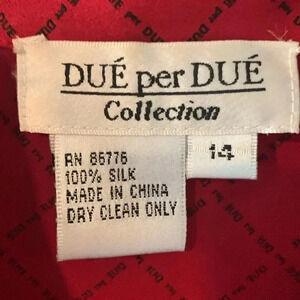 DUÉ per DUÉ
Collection
RN 86776
100% SILK
MADE IN CHINA
DRY CLEAN ONLY
14